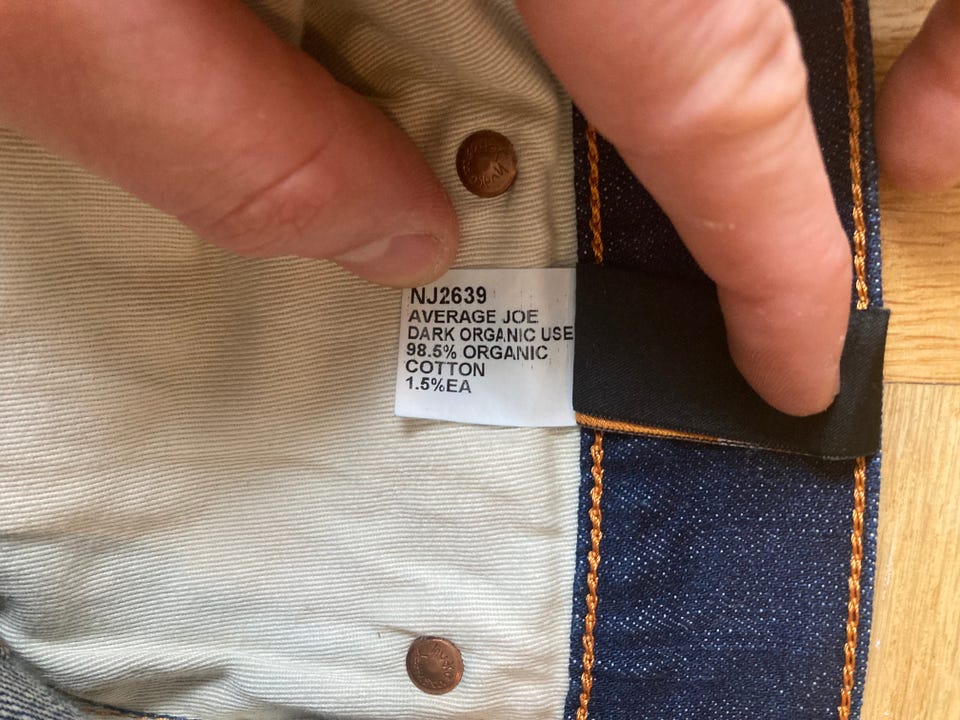 NJ2639
AVERAGE JOE
DARK ORGANIC USE
98.5% ORGANIC
COTTON
1.5%EA